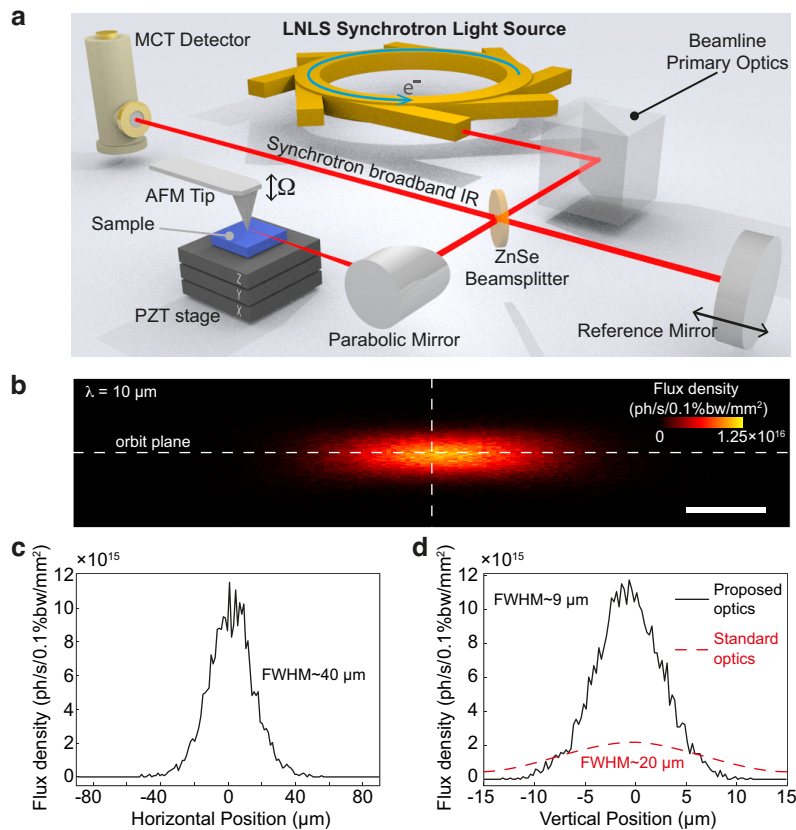 a
LNLS Synchrotron Light Source
MCT Detector
Beamline
Primary Optics
e⁻
Synchrotron broadband IR
AFM Tip
Ω
Sample
ZnSe
Beamsplitter
Z
Y
X
PZT stage
Parabolic Mirror
Reference Mirror
b
λ = 10 μm
Flux density
(ph/s/0.1%bw/mm²)
0 1.25×10¹⁶
orbit plane
c
×10¹⁵
Flux density (ph/s/0.1%bw/mm²)
12
10
8
6
4
2
0
FWHM~40 μm
-80 -40 0 40 80
Horizontal Position (μm)
d
×10¹⁵
Flux density (ph/s/0.1%bw/mm²)
12
10
8
6
4
2
0
FWHM~9 μm
Proposed
optics
Standard
optics
FWHM~20 μm
-15 -10 -5 0 5 10 15
Vertical Position (μm)